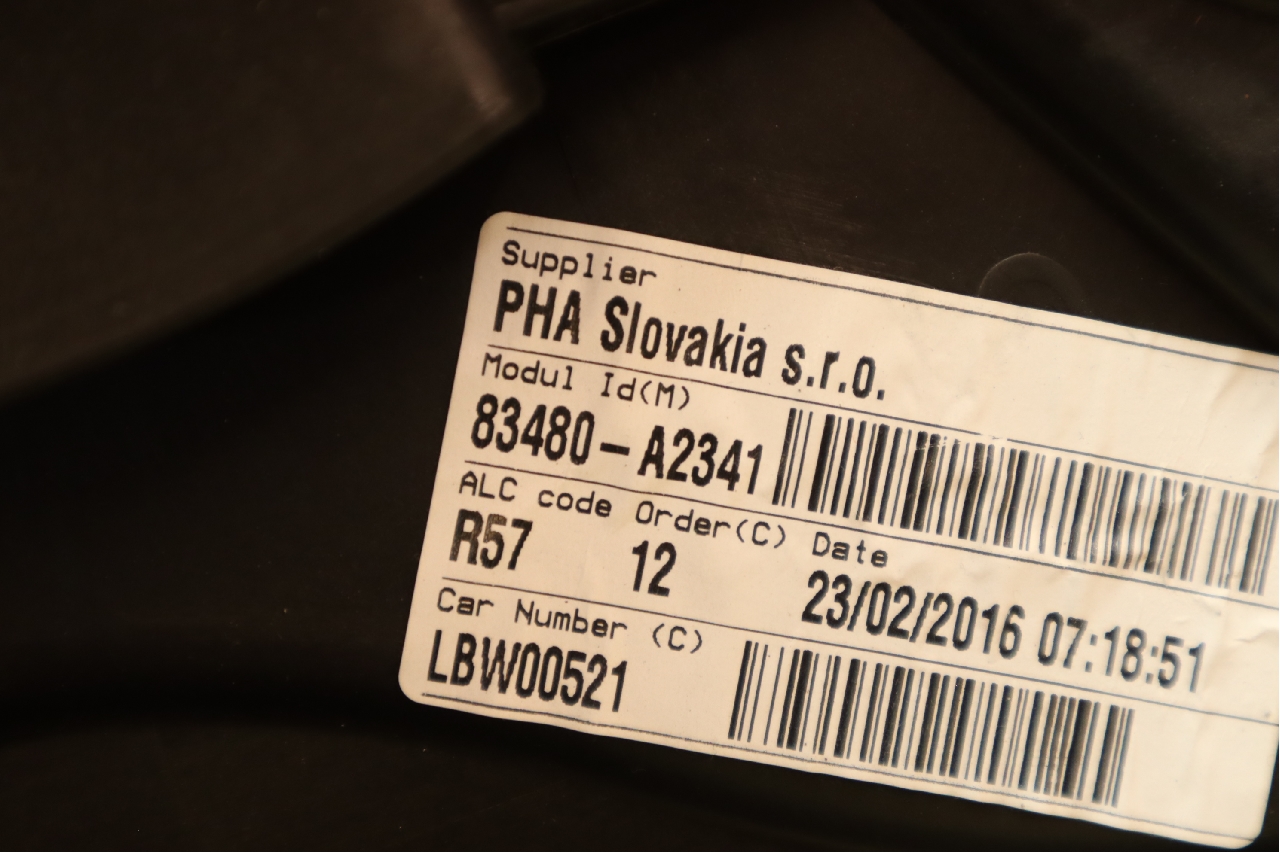 Supplier
PHA Slovakia s.r.o.
Modul Id(M)
83480-A2341
ALC code Order(C) Date
R57 12 23/02/2016 07:18:51
Car Number (C)
LBW00521